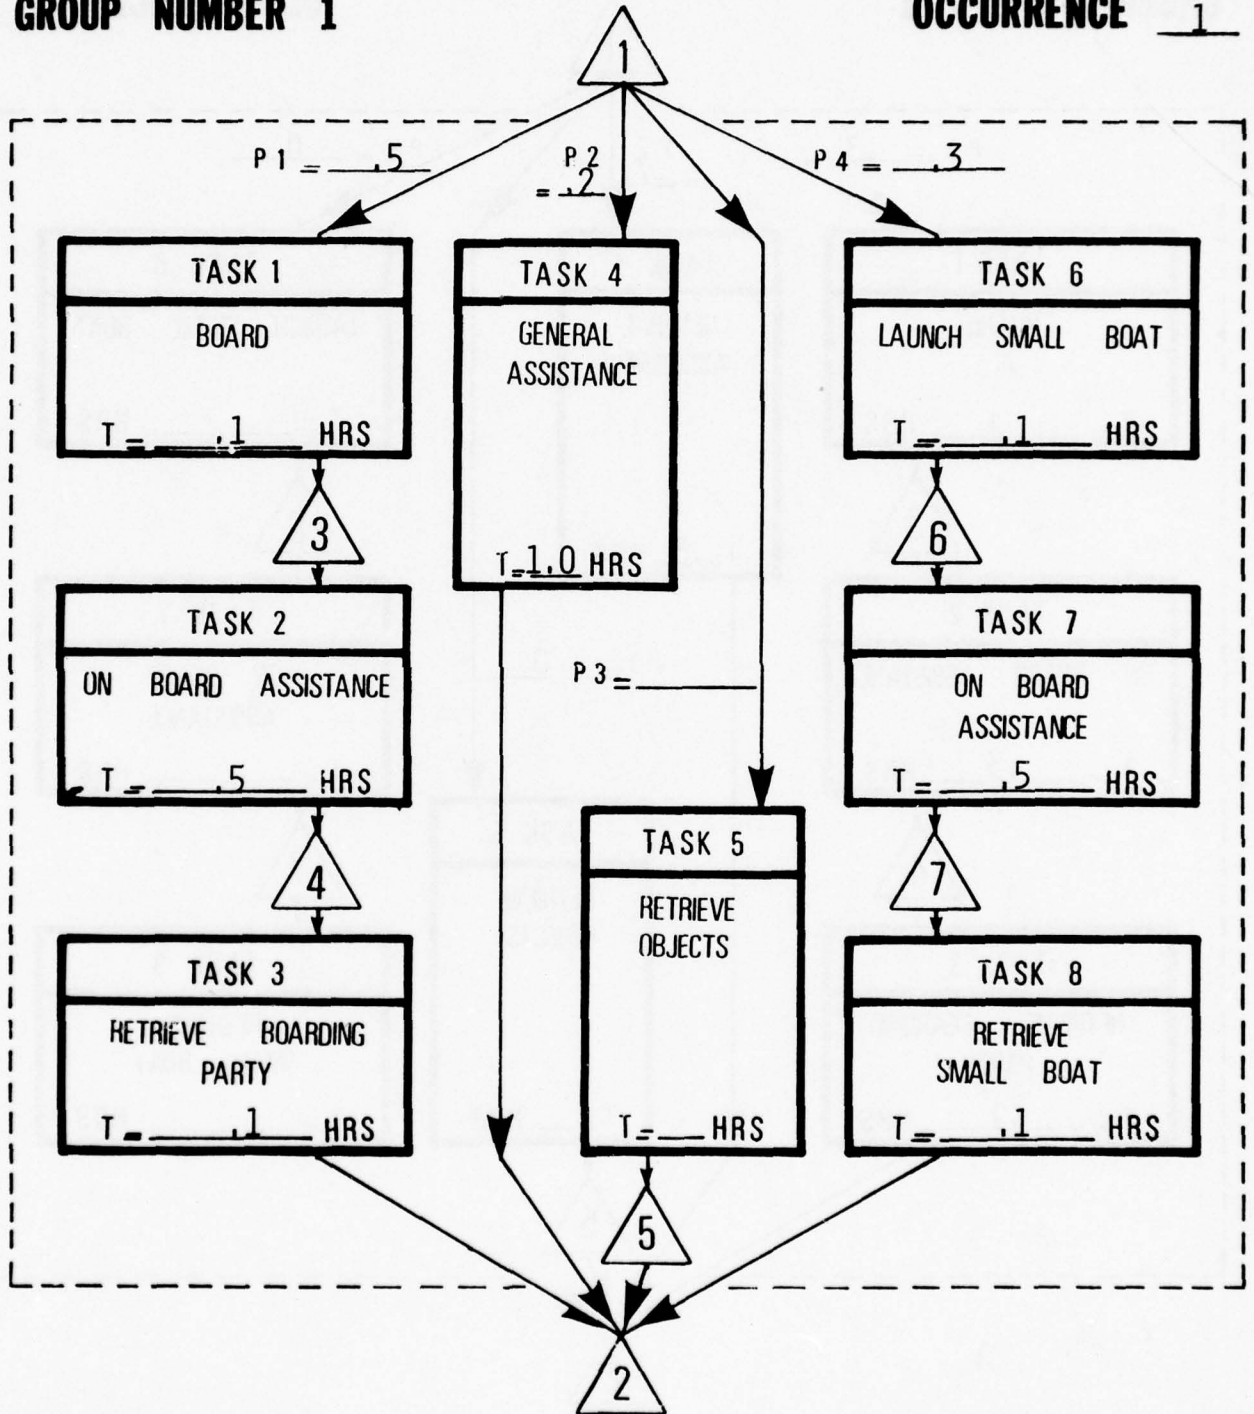 GROUP NUMBER 1
OCCURRENCE 1
1
P1 = .5
P2
= .2
P4 = .3
TASK 1
BOARD
T = .1 HRS
TASK 4
GENERAL
ASSISTANCE
T = 1.0 HRS
TASK 6
LAUNCH SMALL BOAT
T = .1 HRS
3
6
TASK 2
ON BOARD ASSISTANCE
T = .5 HRS
P3 =
TASK 7
ON BOARD
ASSISTANCE
T = .5 HRS
4
7
TASK 5
RETRIEVE
OBJECTS
T = HRS
TASK 3
RETRIEVE BOARDING
PARTY
T = .1 HRS
TASK 8
RETRIEVE
SMALL BOAT
T = .1 HRS
5
2